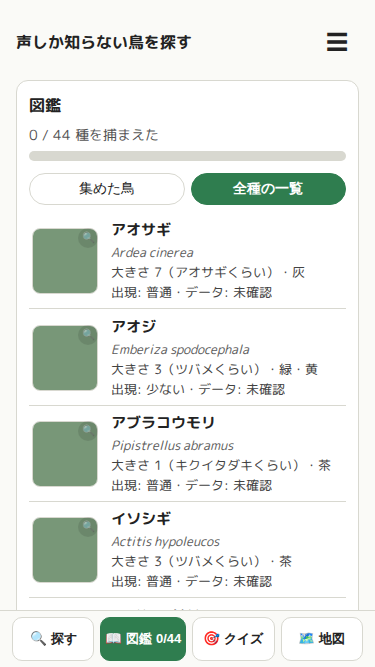 声しか知らない鳥を探す
図鑑
0 / 44 種を捕まえた
集めた鳥
全種の一覧
アオサギ
Ardea cinerea
大きさ 7（アオサギくらい）・灰
出現: 普通・データ: 未確認
アオジ
Emberiza spodocephala
大きさ 3（ツバメくらい）・緑・黄
出現: 少ない・データ: 未確認
アブラコウモリ
Pipistrellus abramus
大きさ 1（キクイタダキくらい）・茶
出現: 普通・データ: 未確認
イソシギ
Actitis hypoleucos
大きさ 3（ツバメくらい）・茶
出現: 普通・データ: 未確認
探す
図鑑 0/44
クイズ
地図